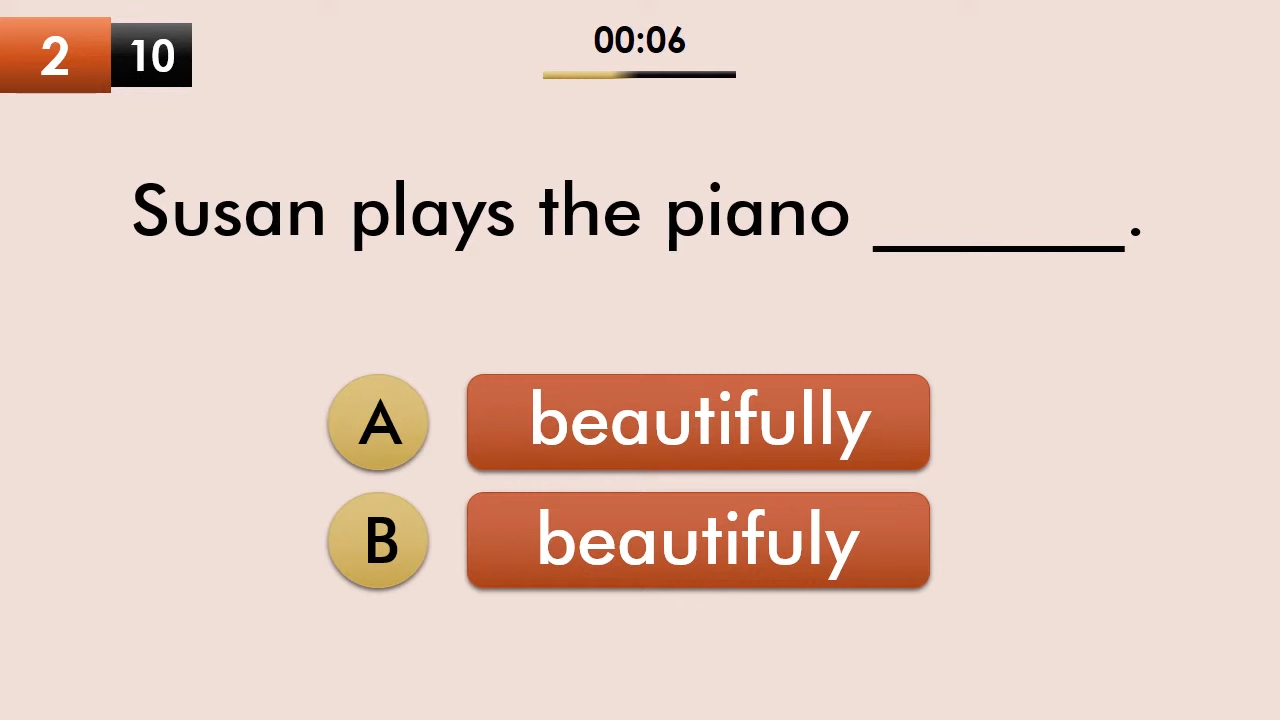 2 10
00:06
Susan plays the piano _______.
A beautifully
B beautifuly